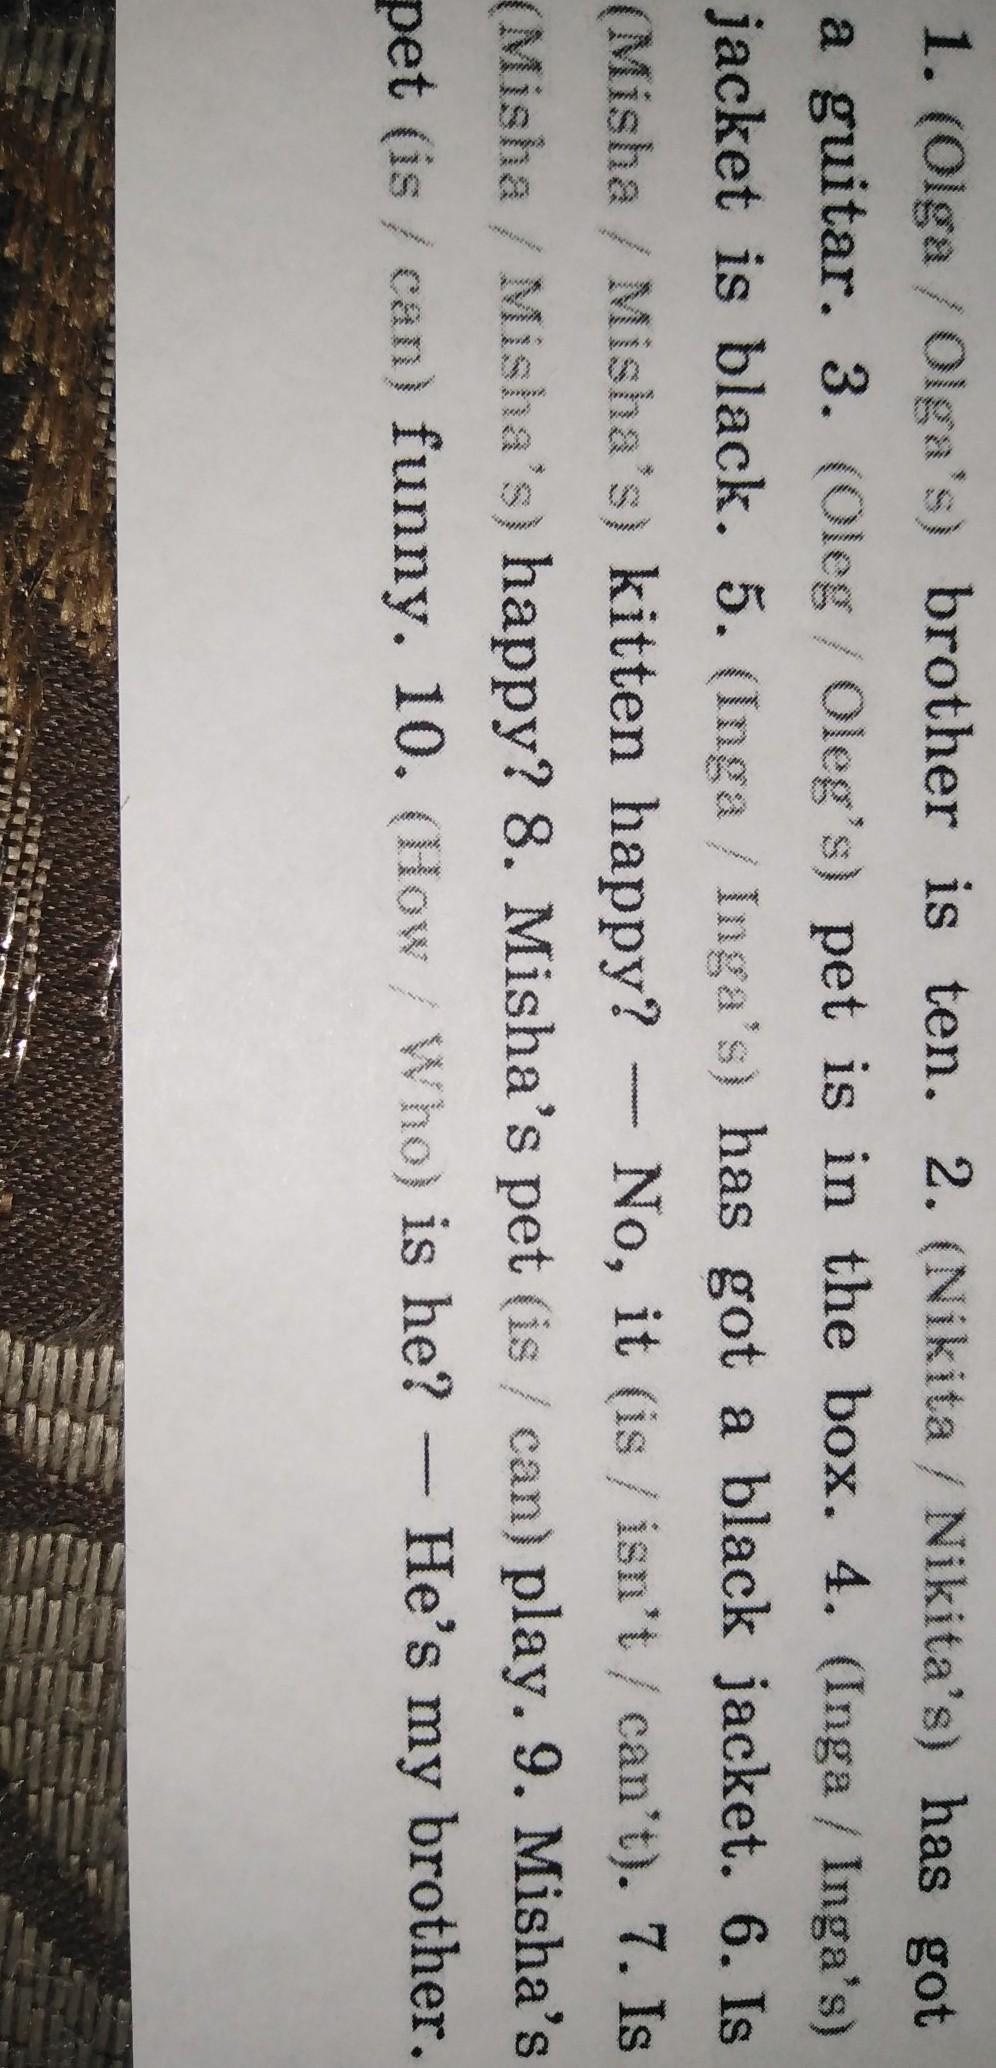 1. (Olga / Olga's) brother is ten. 2. (Nikita / Nikita's) has got
a guitar. 3. (Oleg / Oleg's) pet is in the box. 4. (Inga / Inga's)
jacket is black. 5. (Inga / Inga's) has got a black jacket. 6. Is
(Misha / Misha's) kitten happy? — No, it (is / isn't / can't). 7. Is
(Misha / Misha's) happy? 8. Misha's pet (is / can) play. 9. Misha's
pet (is / can) funny. 10. (How / Who) is he? — He's my brother.